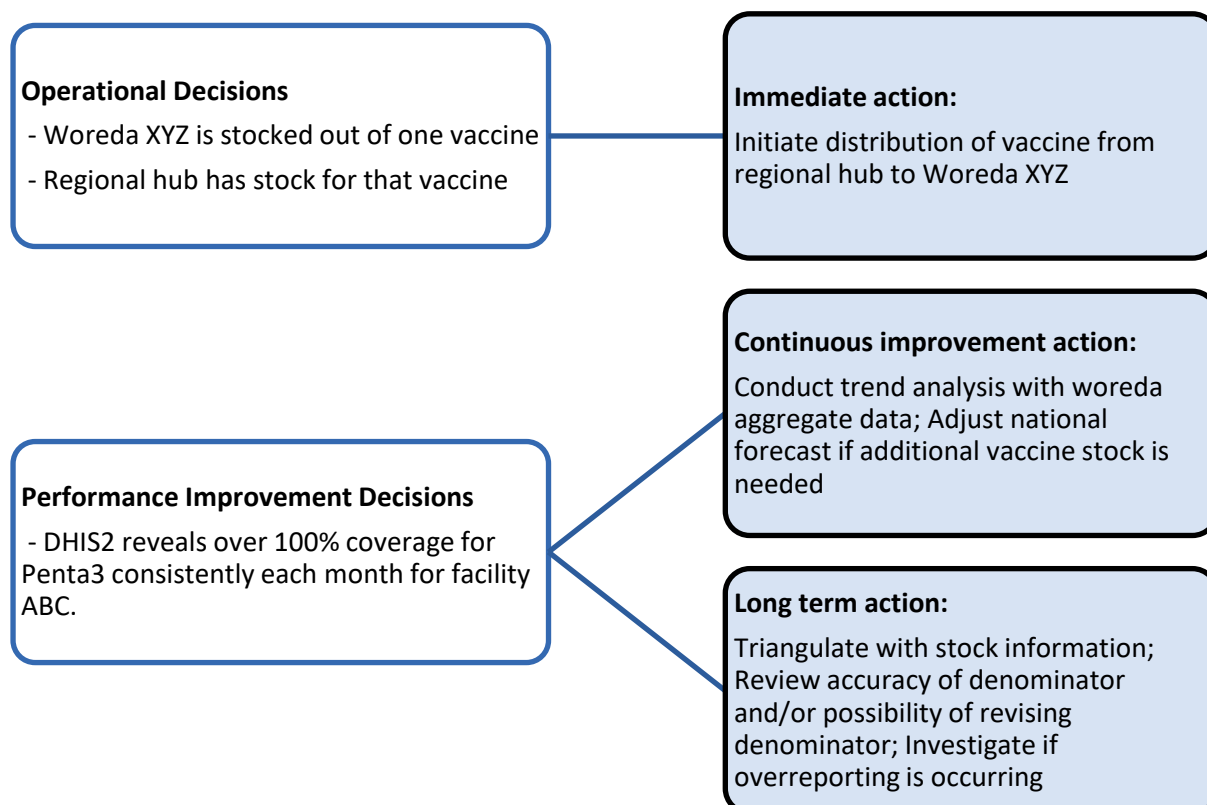 Operational Decisions
- Woreda XYZ is stocked out of one vaccine
- Regional hub has stock for that vaccine
Immediate action:
Initiate distribution of vaccine from
regional hub to Woreda XYZ
Performance Improvement Decisions
- DHIS2 reveals over 100% coverage for
Penta3 consistently each month for facility
ABC.
Continuous improvement action:
Conduct trend analysis with woreda
aggregate data; Adjust national
forecast if additional vaccine stock is
needed
Long term action:
Triangulate with stock information;
Review accuracy of denominator
and/or possibility of revising
denominator; Investigate if
overreporting is occurring